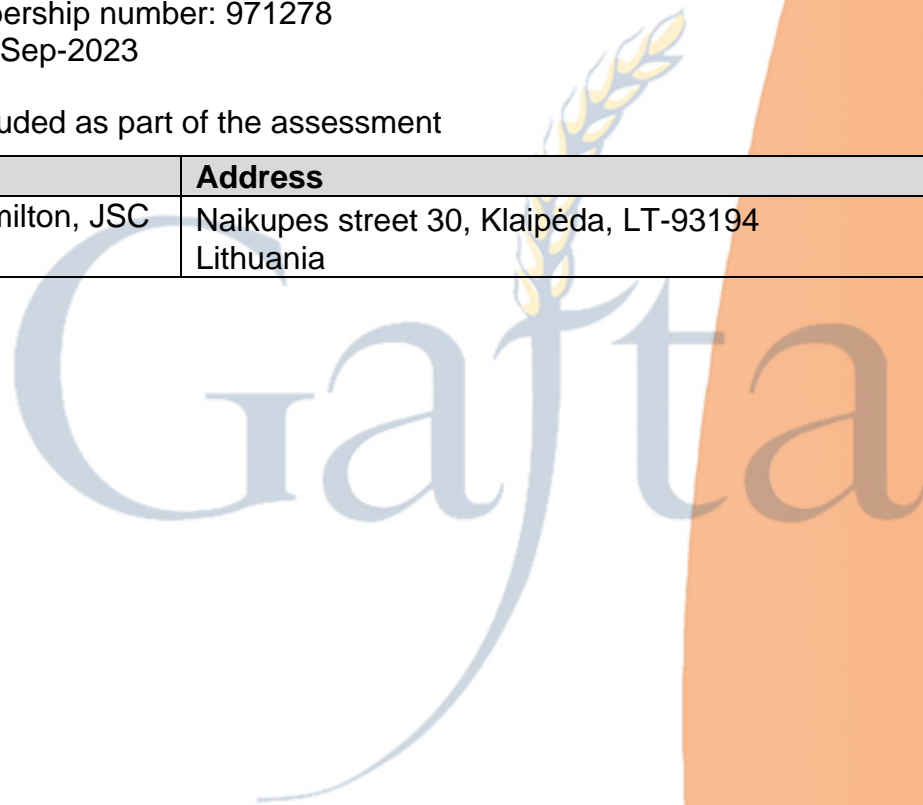 pership number: 971278
Sep-2023
uded as part of the assessment
Address
milton, JSC
Naikupes street 30, Klaipėda, LT-93194
Lithuania
Gafta